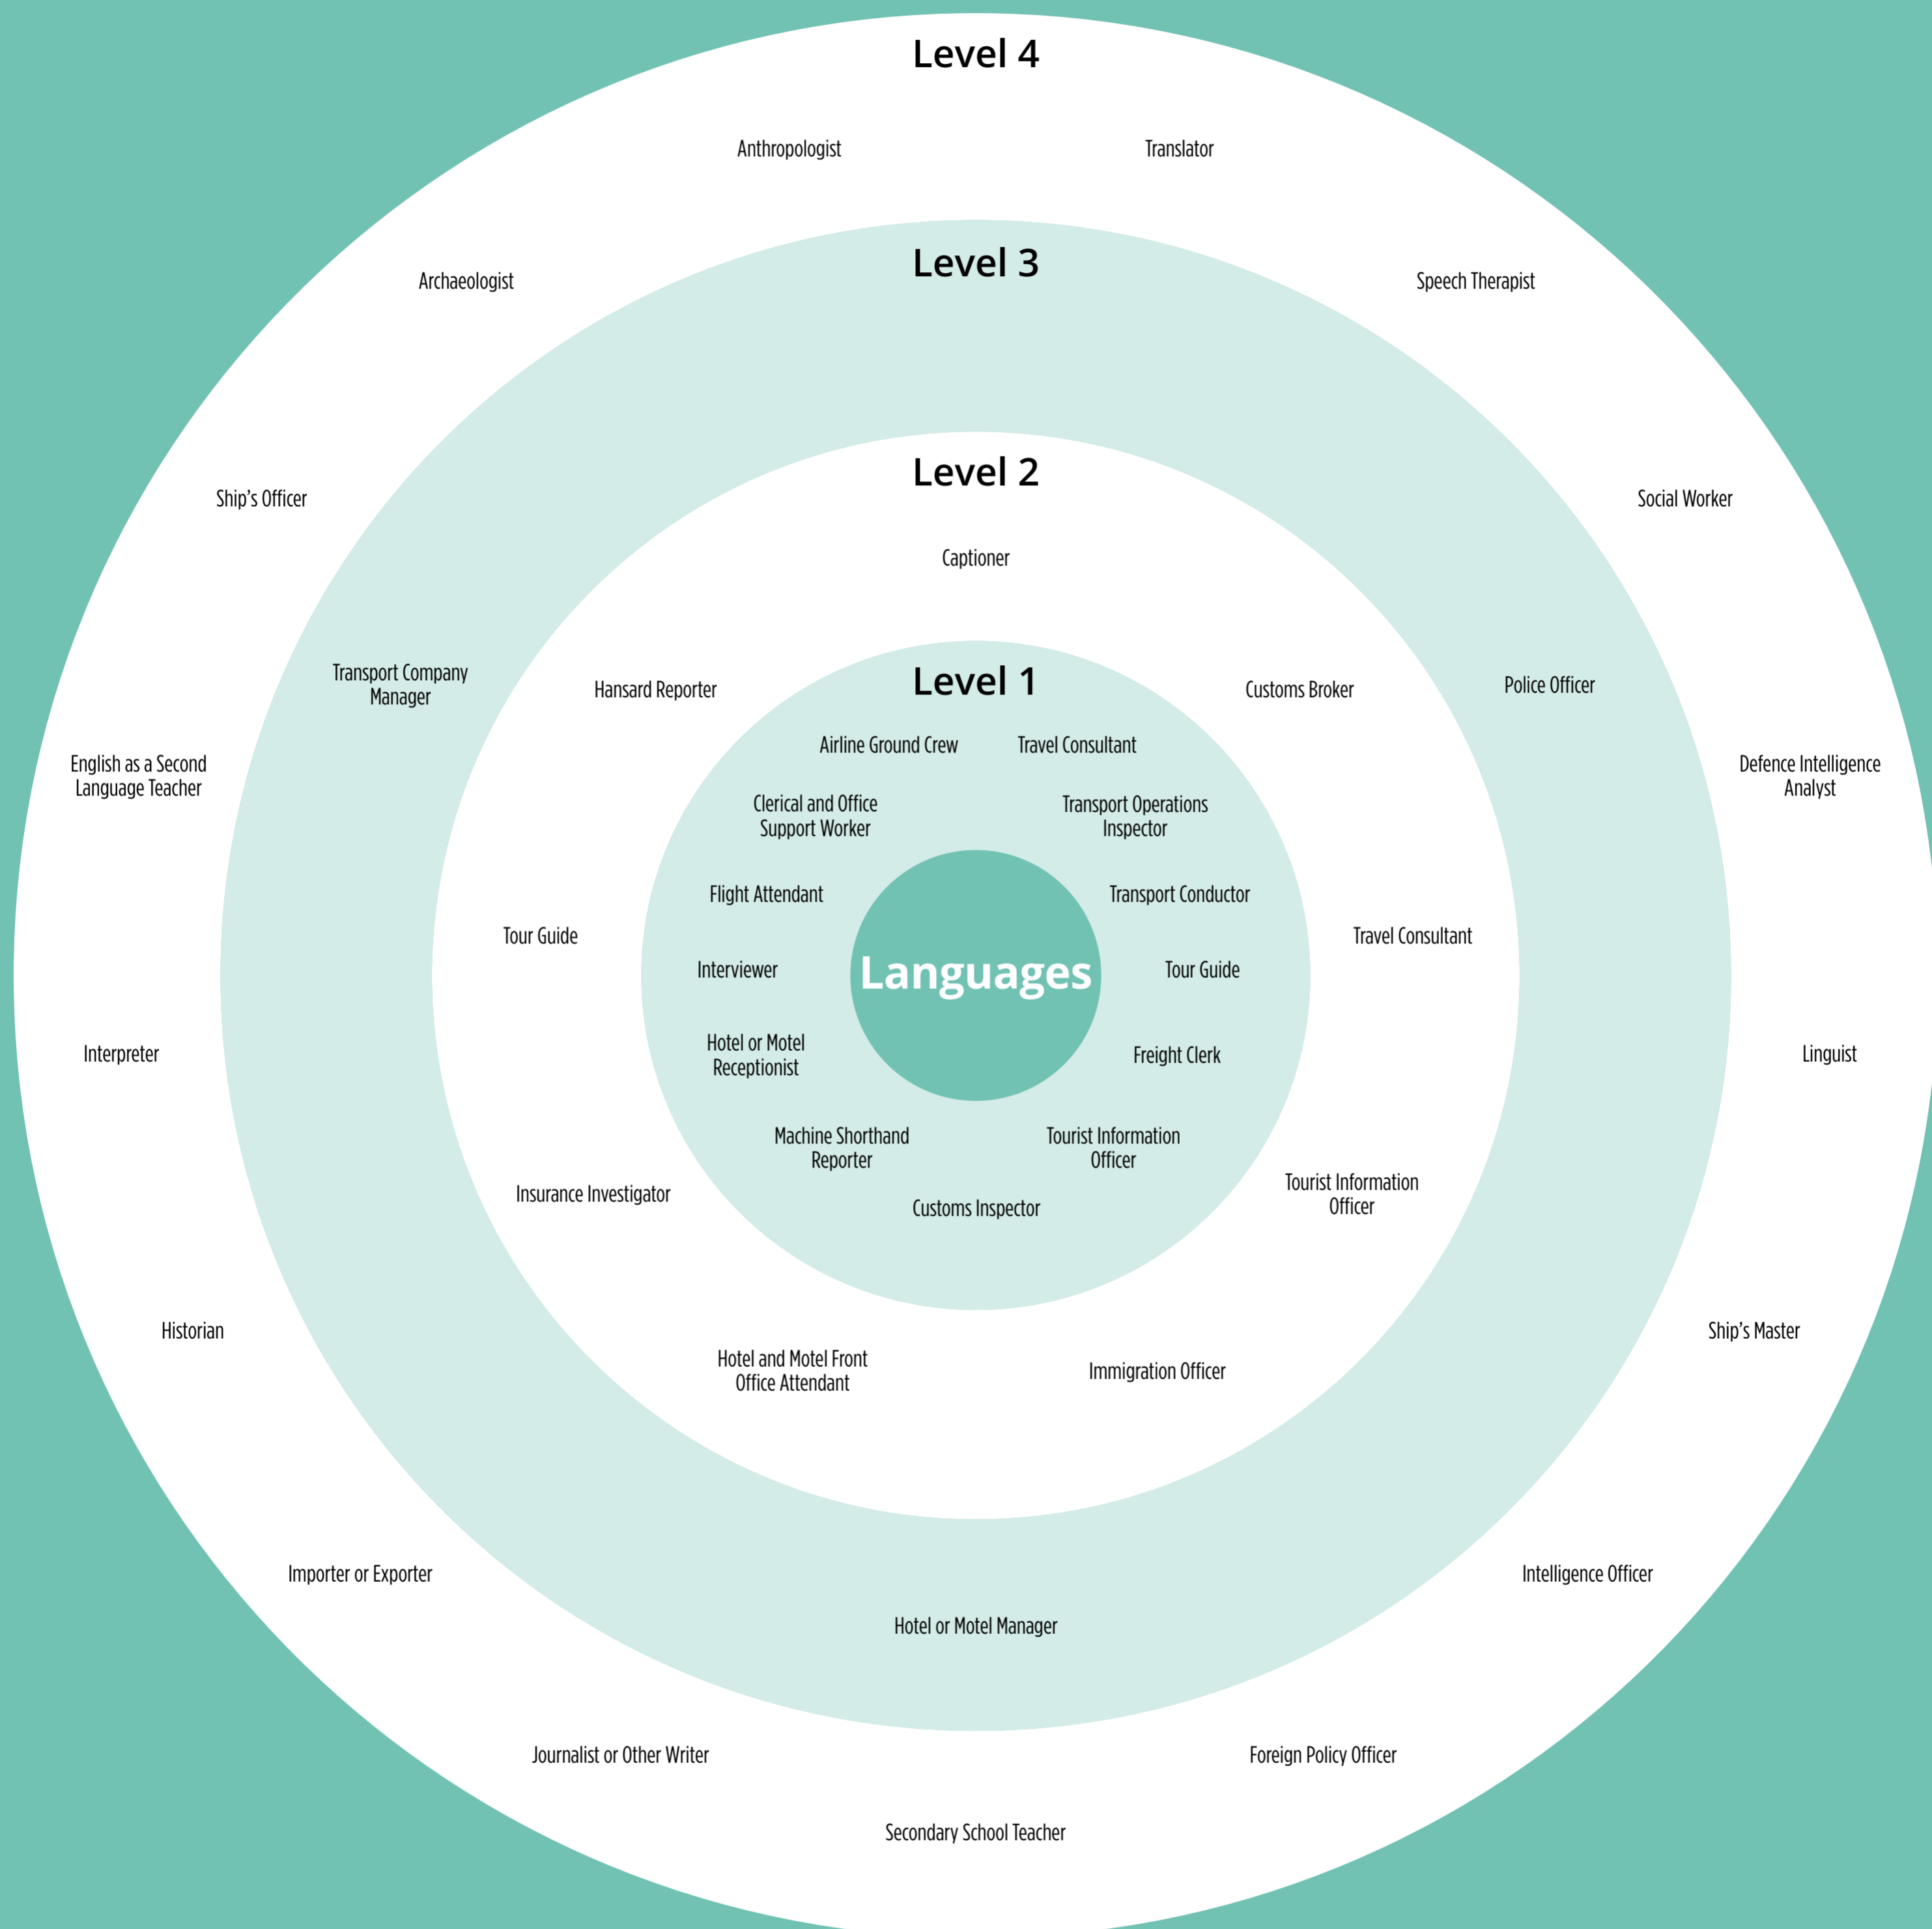 Level 4
Anthropologist
Translator
Archaeologist
Speech Therapist
Ship’s Officer
Social Worker
English as a Second
Language Teacher
Defence Intelligence
Analyst
Interpreter
Linguist
Historian
Ship’s Master
Importer or Exporter
Intelligence Officer
Journalist or Other Writer
Foreign Policy Officer
Secondary School Teacher
Level 3
Transport Company
Manager
Police Officer
Hotel or Motel Manager
Level 2
Captioner
Hansard Reporter
Customs Broker
Tour Guide
Travel Consultant
Insurance Investigator
Tourist Information
Officer
Hotel and Motel Front
Office Attendant
Immigration Officer
Level 1
Airline Ground Crew
Travel Consultant
Clerical and Office
Support Worker
Transport Operations
Inspector
Flight Attendant
Transport Conductor
Interviewer
Tour Guide
Hotel or Motel
Receptionist
Freight Clerk
Machine Shorthand
Reporter
Tourist Information
Officer
Customs Inspector
Languages